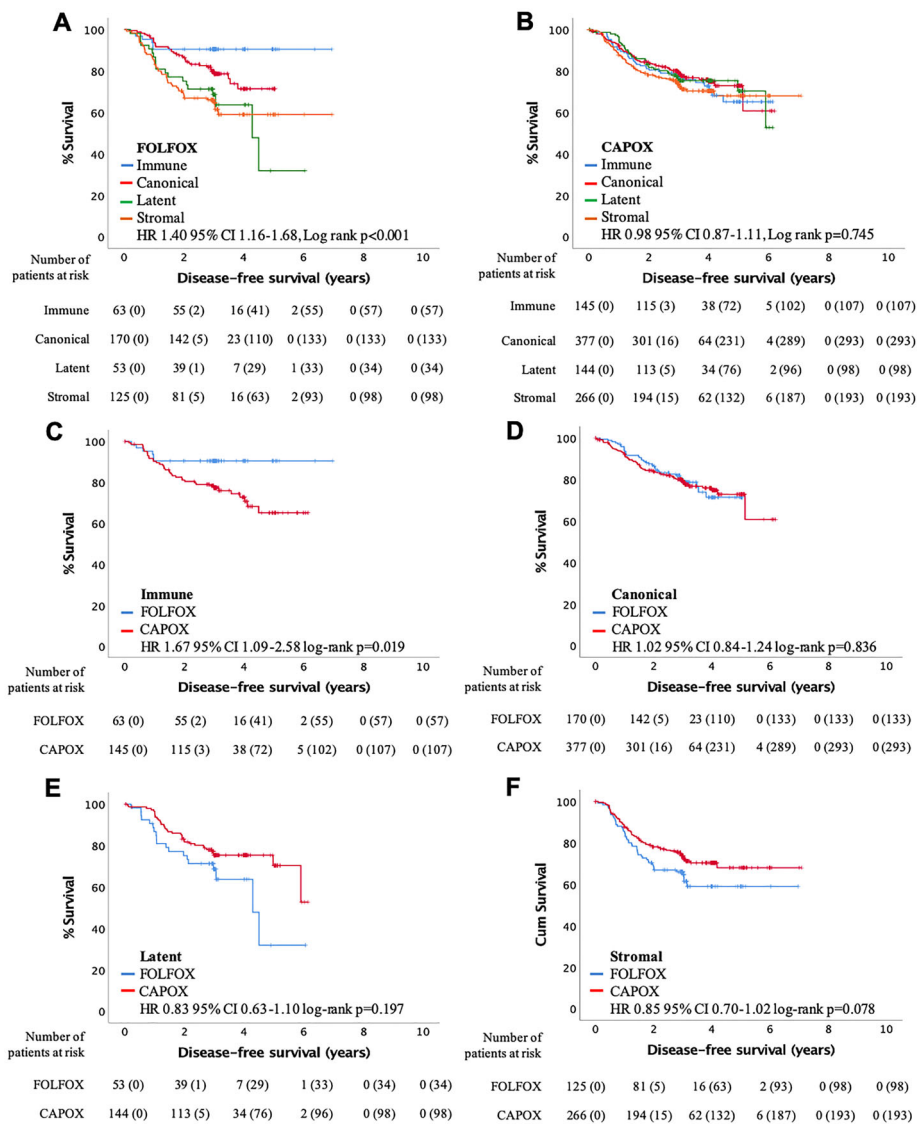 A
100
80
60
40
20
0
% Survival
FOLFOX
Immune
Canonical
Latent
Stromal
HR 1.40 95% CI 1.16-1.68, Log rank p<0.001
0 2 4 6 8 10
Disease-free survival (years)
Number of
patients at risk
Immune 63 (0) 55 (2) 16 (41) 2 (55) 0 (57) 0 (57)
Canonical 170 (0) 142 (5) 23 (110) 0 (133) 0 (133) 0 (133)
Latent 53 (0) 39 (1) 7 (29) 1 (33) 0 (34) 0 (34)
Stromal 125 (0) 81 (5) 16 (63) 2 (93) 0 (98) 0 (98)
B
100
80
60
40
20
0
% Survival
CAPOX
Immune
Canonical
Latent
Stromal
HR 0.98 95% CI 0.87-1.11, Log rank p=0.745
0 2 4 6 8 10
Disease-free survival (years)
Number of
patients at risk
Immune 145 (0) 115 (3) 38 (72) 5 (102) 0 (107) 0 (107)
Canonical 377 (0) 301 (16) 64 (231) 4 (289) 0 (293) 0 (293)
Latent 144 (0) 113 (5) 34 (76) 2 (96) 0 (98) 0 (98)
Stromal 266 (0) 194 (15) 62 (132) 6 (187) 0 (193) 0 (193)
C
100
80
60
40
20
0
% Survival
Immune
FOLFOX
CAPOX
HR 1.67 95% CI 1.09-2.58 log-rank p=0.019
0 2 4 6 8 10
Disease-free survival (years)
Number of
patients at risk
FOLFOX 63 (0) 55 (2) 16 (41) 2 (55) 0 (57) 0 (57)
CAPOX 145 (0) 115 (3) 38 (72) 5 (102) 0 (107) 0 (107)
D
100
80
60
40
20
0
% Survival
Canonical
FOLFOX
CAPOX
HR 1.02 95% CI 0.84-1.24 log-rank p=0.836
0 2 4 6 8 10
Disease-free survival (years)
Number of
patients at risk
FOLFOX 170 (0) 142 (5) 23 (110) 0 (133) 0 (133) 0 (133)
CAPOX 377 (0) 301 (16) 64 (231) 4 (289) 0 (293) 0 (293)
E
100
80
60
40
20
0
% Survival
Latent
FOLFOX
CAPOX
HR 0.83 95% CI 0.63-1.10 log-rank p=0.197
0 2 4 6 8 10
Disease-free survival (years)
Number of
patients at risk
FOLFOX 53 (0) 39 (1) 7 (29) 1 (33) 0 (34) 0 (34)
CAPOX 144 (0) 113 (5) 34 (76) 2 (96) 0 (98) 0 (98)
F
100
80
60
40
20
0
Cum Survival
Stromal
FOLFOX
CAPOX
HR 0.85 95% CI 0.70-1.02 log-rank p=0.078
0 2 4 6 8 10
Disease-free survival (years)
Number of
patients at risk
FOLFOX 125 (0) 81 (5) 16 (63) 2 (93) 0 (98) 0 (98)
CAPOX 266 (0) 194 (15) 62 (132) 6 (187) 0 (193) 0 (193)